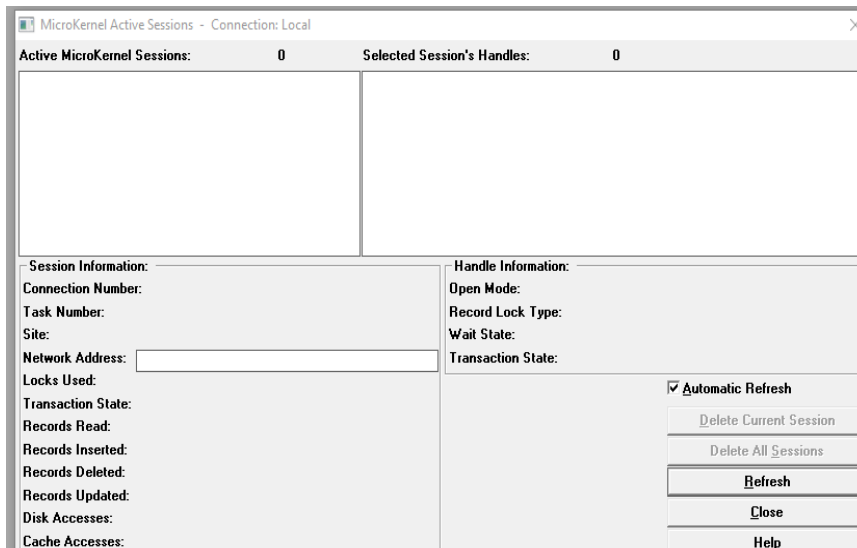 MicroKernel Active Sessions - Connection: Local
Active MicroKernel Sessions: 0 Selected Session's Handles: 0
Session Information:
Connection Number:
Task Number:
Site:
Network Address:
Locks Used:
Transaction State:
Records Read:
Records Inserted:
Records Deleted:
Records Updated:
Disk Accesses:
Cache Accesses:
Handle Information:
Open Mode:
Record Lock Type:
Wait State:
Transaction State:
Automatic Refresh
Delete Current Session
Delete All Sessions
Refresh
Close
Help